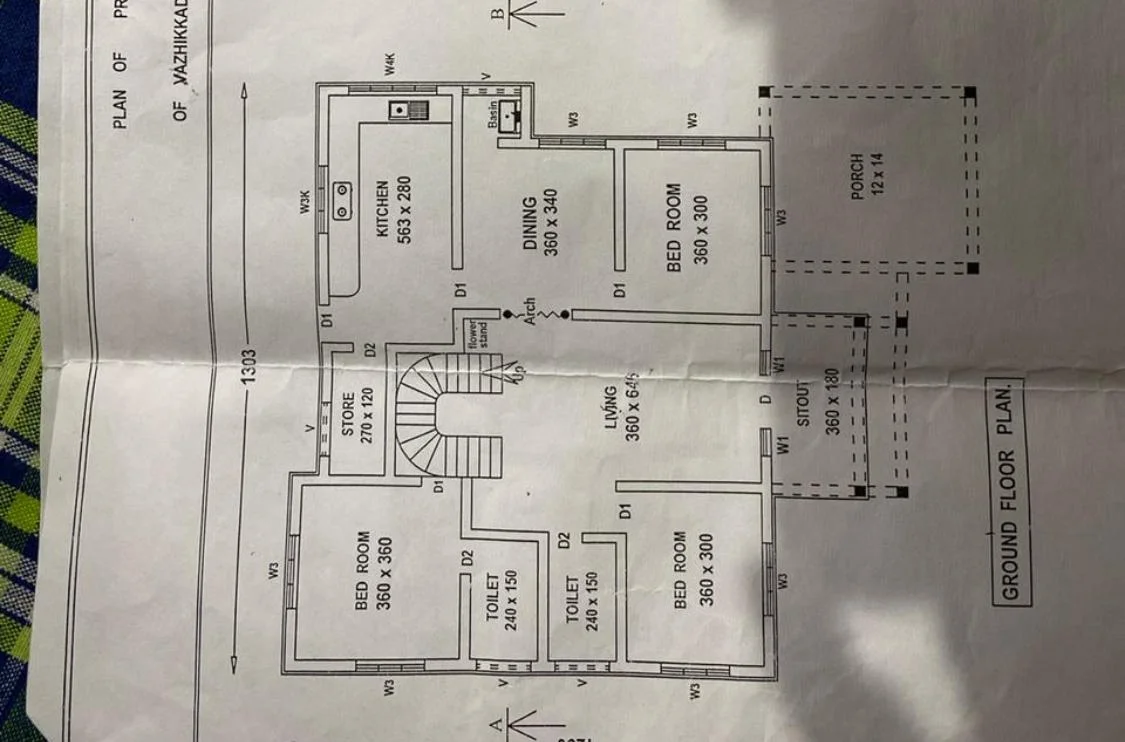 PLAN OF PR
OF VAZHIKKAD
1303
W3
W3K
W4K
V
D1
V
BED ROOM
360 x 360
STORE
270 x 120
D2
KITCHEN
563 x 280
Basin
W3
D1
flower
stand
D1
W3
V
D2
TOILET
240 x 150
Up
Arch
DINING
360 x 340
W3
V
D2
TOILET
240 x 150
LIVING
360 x 645
D1
D1
W3
BED ROOM
360 x 300
BED ROOM
360 x 300
W3
W1
D
W1
W3
SITOUT
360 x 180
PORCH
12 x 14
GROUND FLOOR PLAN.
A
B